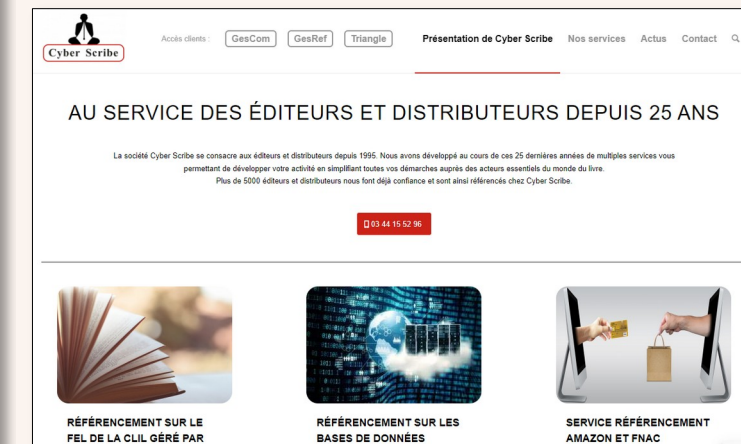 Cyber Scribe
Accès clients : GesCom GesRef Triangle Présentation de Cyber Scribe Nos services Actus Contact
AU SERVICE DES ÉDITEURS ET DISTRIBUTEURS DEPUIS 25 ANS
La société Cyber Scribe se consacre aux éditeurs et distributeurs depuis 1995. Nous avons développé au cours de ces 25 dernières années de multiples services vous
permettant de développer votre activité en simplifiant toutes vos démarches auprès des acteurs essentiels du monde du livre.
Plus de 5000 éditeurs et distributeurs nous font déjà confiance et sont ainsi référencés chez Cyber Scribe.
03 44 15 52 96
RÉFÉRENCEMENT SUR LE
FEL DE LA CLIL GÉRÉ PAR
RÉFÉRENCEMENT SUR LES
BASES DE DONNÉES
SERVICE RÉFÉRENCEMENT
AMAZON ET FNAC